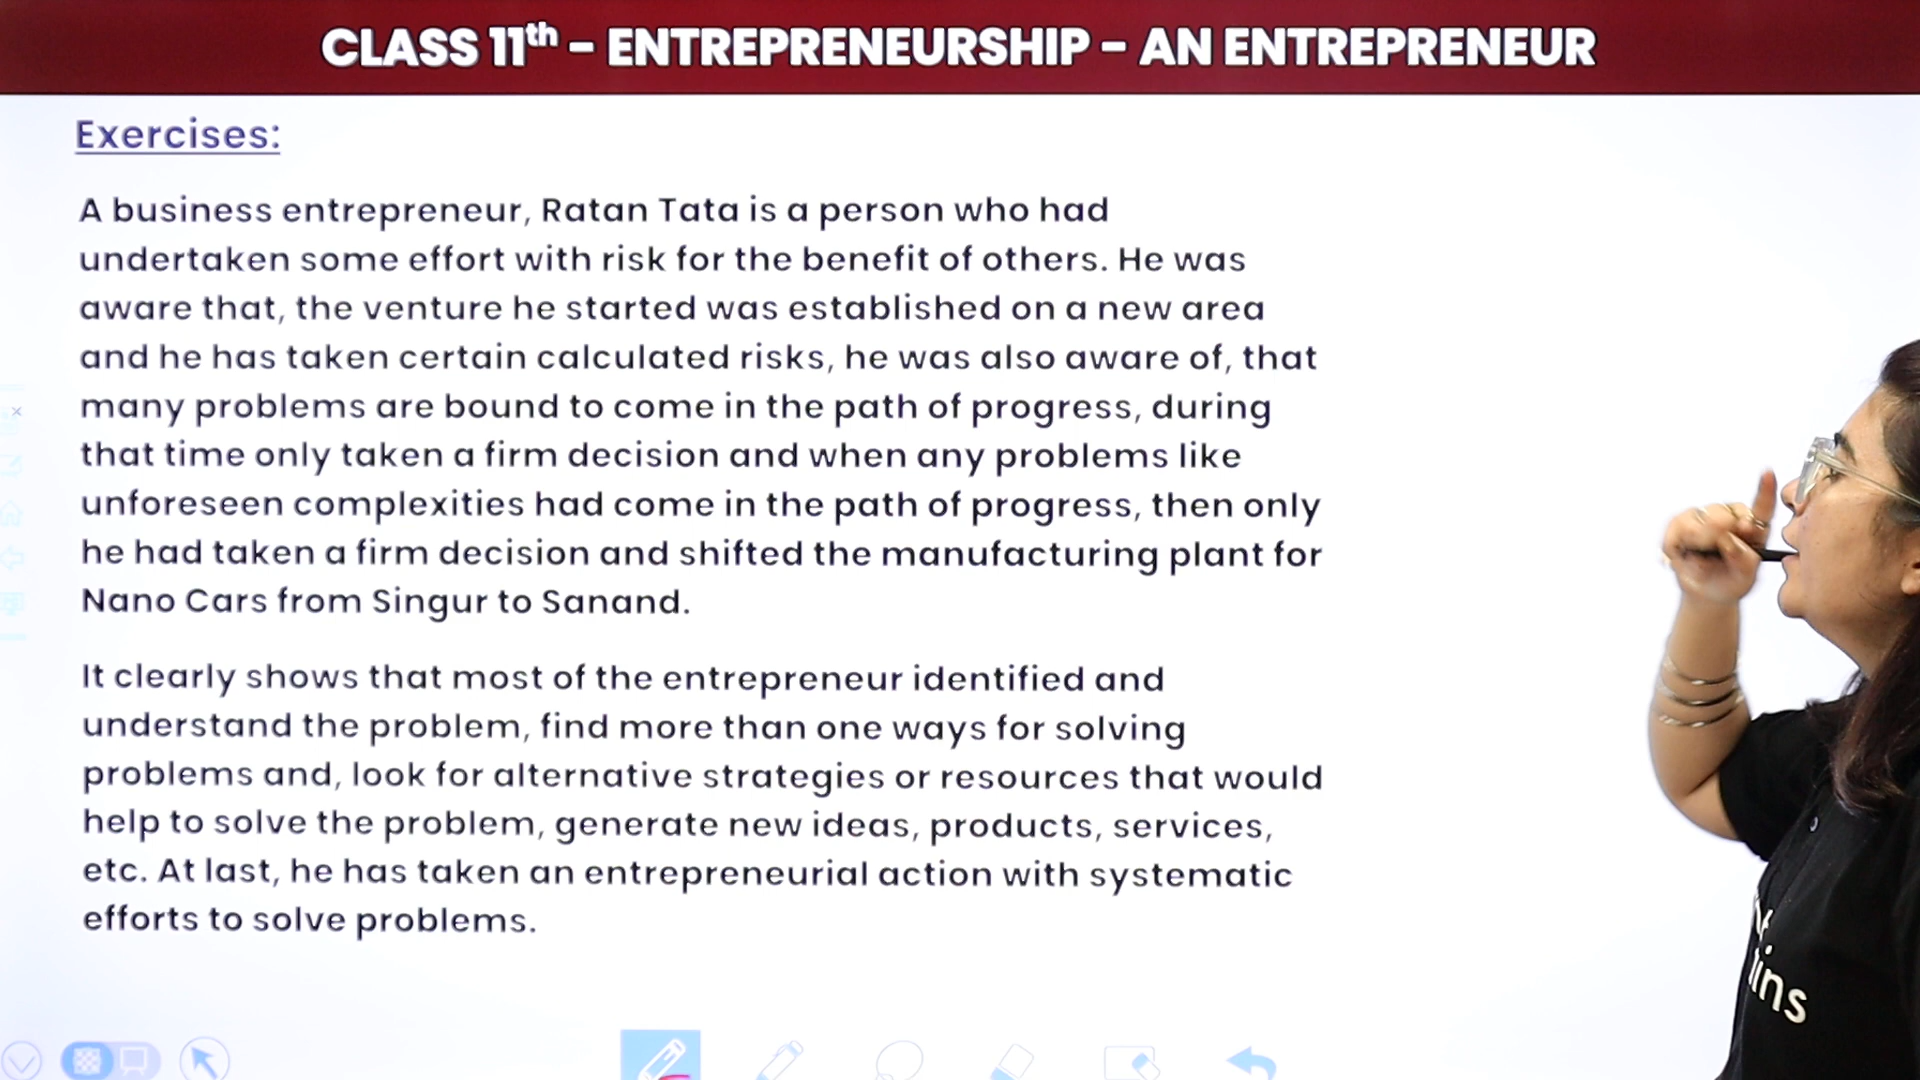 CLASS 11th - ENTREPRENEURSHIP - AN ENTREPRENEUR
Exercises:
A business entrepreneur, Ratan Tata is a person who had
undertaken some effort with risk for the benefit of others. He was
aware that, the venture he started was established on a new area
and he has taken certain calculated risks, he was also aware of, that
many problems are bound to come in the path of progress, during
that time only taken a firm decision and when any problems like
unforeseen complexities had come in the path of progress, then only
he had taken a firm decision and shifted the manufacturing plant for
Nano Cars from Singur to Sanand.
It clearly shows that most of the entrepreneur identified and
understand the problem, find more than one ways for solving
problems and, look for alternative strategies or resources that would
help to solve the problem, generate new ideas, products, services,
etc. At last, he has taken an entrepreneurial action with systematic
efforts to solve problems.